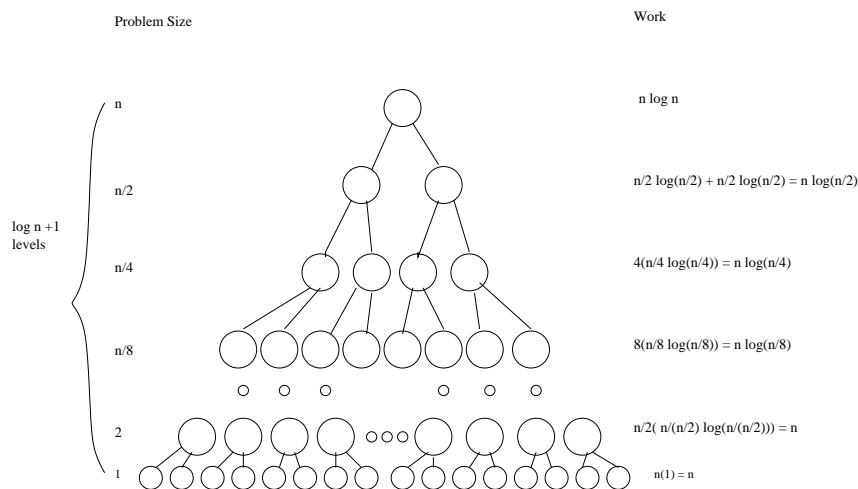 Problem Size
Work
n
n log n
n/2
n/2 log(n/2) + n/2 log(n/2) = n log(n/2)
log n +1
levels
n/4
4(n/4 log(n/4)) = n log(n/4)
n/8
8(n/8 log(n/8)) = n log(n/8)
2
n/2( n/(n/2) log(n/(n/2))) = n
1
n(1) = n